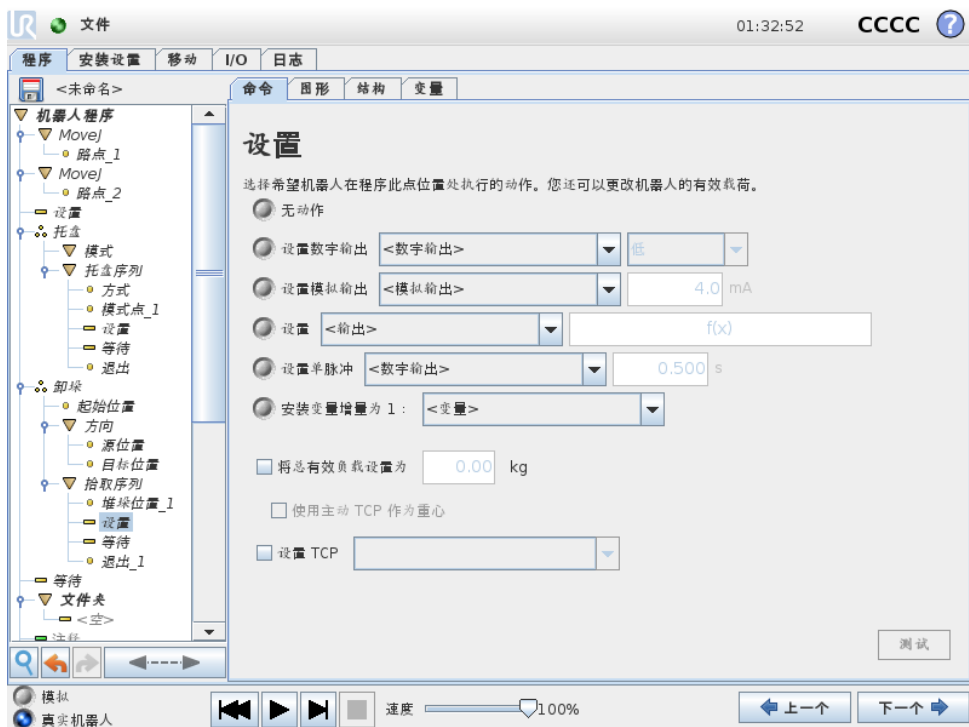 UR 文件 01:32:52 CCCC ?
程序 安装设置 移动 I/O 日志
<未命名> 命令 图形 结构 变量
机器人程序
MoveJ
路点_1
MoveJ
路点_2
设置
托盘
模式
托盘序列
方式
模式点_1
设置
等待
退出
卸垛
起始位置
方向
源位置
目标位置
拾取序列
堆垛位置_1
设置
等待
退出_1
等待
文件夹
<空>
注释
设置
选择希望机器人在程序此点位置处执行的动作。您还可以更改机器人的有效载荷。
无动作
设置数字输出 <数字输出> 低
设置模拟输出 <模拟输出> 4.0 mA
设置 <输出> f(x)
设置单脉冲 <数字输出> 0.500 s
安装变量增量为 1： <变量>
将总有效负载设置为 0.00 kg
使用主动 TCP 作为重心
设置 TCP
测试
模拟
真实机器人
速度 100%
上一个 下一个